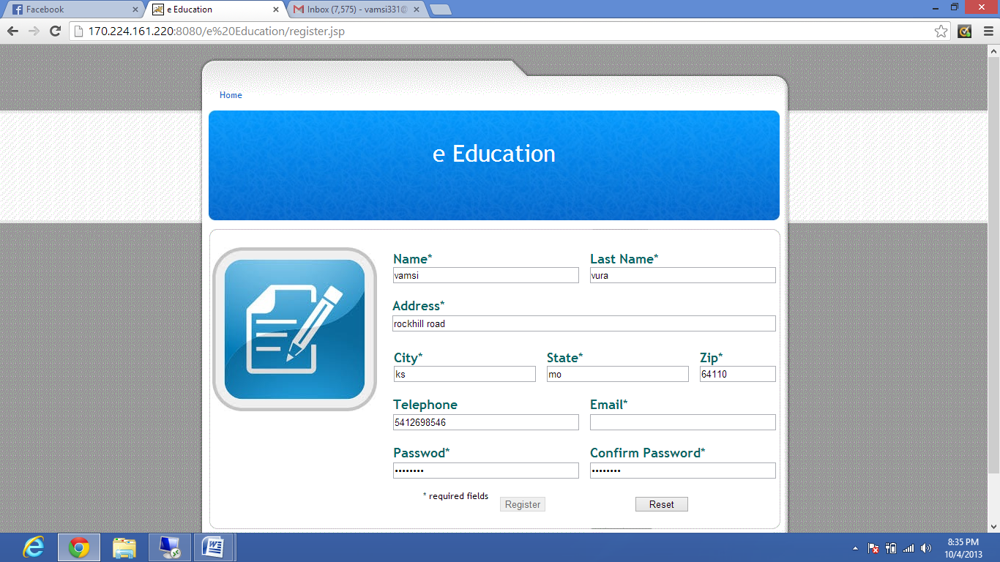 Facebook
e Education
Inbox (7,575) - vamsi331@
170.224.161.220:8080/e%20Education/register.jsp
Home
e Education
Name* Last Name*
vamsi vura
Address*
rockhill road
City* State* Zip*
ks mo 64110
Telephone Email*
5412698546
Passwod* Confirm Password*
•••••••• ••••••••
* required fields
Register Reset
8:35 PM
10/4/2013